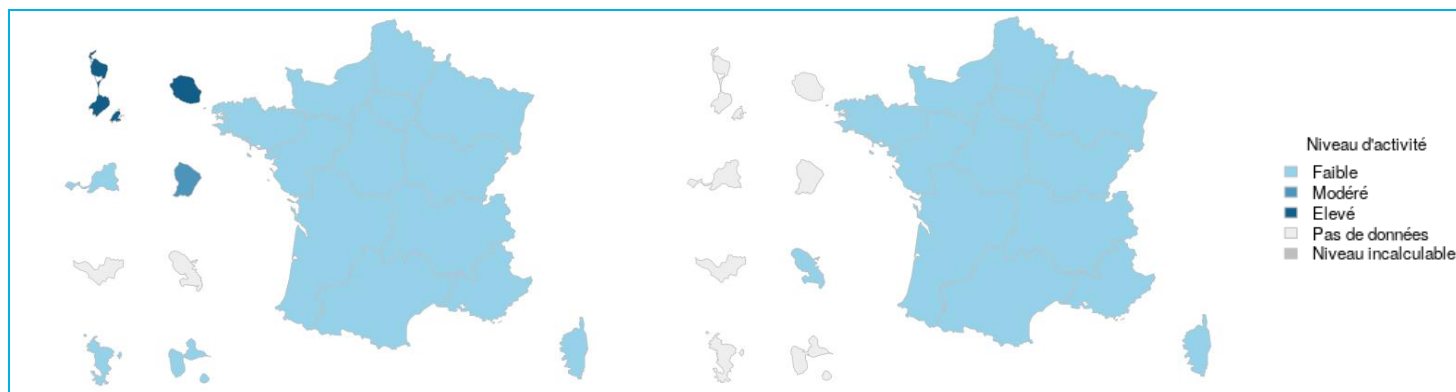 Niveau d'activité
Faible
Modéré
Elevé
Pas de données
Niveau incalculable